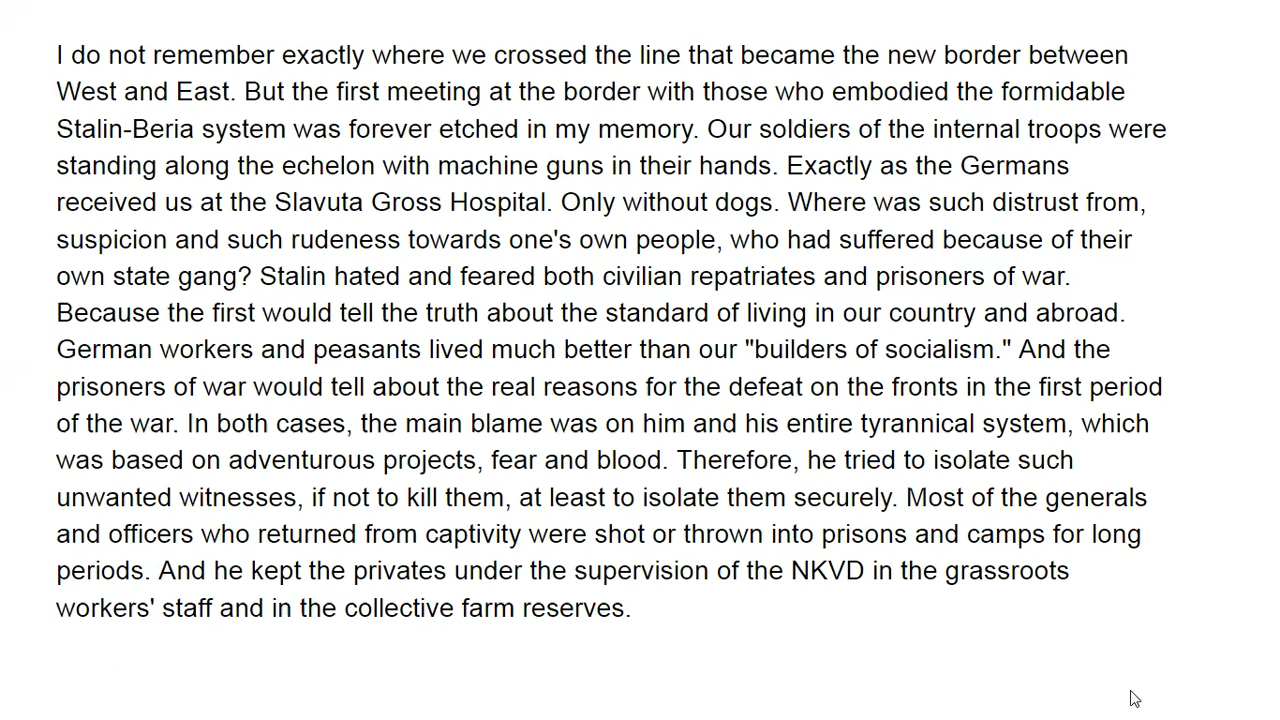 I do not remember exactly where we crossed the line that became the new border between
West and East. But the first meeting at the border with those who embodied the formidable
Stalin-Beria system was forever etched in my memory. Our soldiers of the internal troops were
standing along the echelon with machine guns in their hands. Exactly as the Germans
received us at the Slavuta Gross Hospital. Only without dogs. Where was such distrust from,
suspicion and such rudeness towards one's own people, who had suffered because of their
own state gang? Stalin hated and feared both civilian repatriates and prisoners of war.
Because the first would tell the truth about the standard of living in our country and abroad.
German workers and peasants lived much better than our "builders of socialism." And the
prisoners of war would tell about the real reasons for the defeat on the fronts in the first period
of the war. In both cases, the main blame was on him and his entire tyrannical system, which
was based on adventurous projects, fear and blood. Therefore, he tried to isolate such
unwanted witnesses, if not to kill them, at least to isolate them securely. Most of the generals
and officers who returned from captivity were shot or thrown into prisons and camps for long
periods. And he kept the privates under the supervision of the NKVD in the grassroots
workers' staff and in the collective farm reserves.